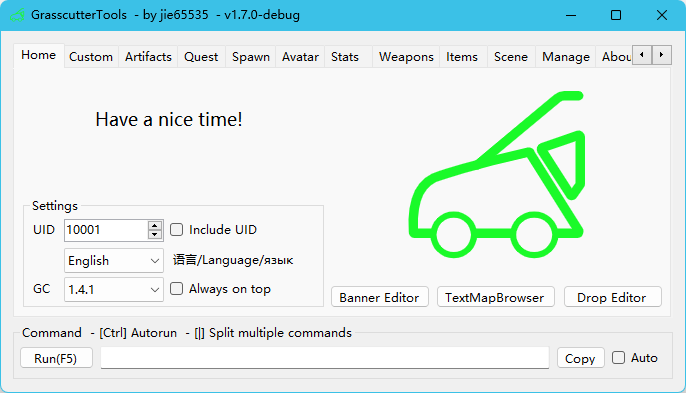 GrasscutterTools - by jie65535 - v1.7.0-debug
Home Custom Artifacts Quest Spawn Avatar Stats Weapons Items Scene Manage Abou
Have a nice time!
Settings
UID 10001 Include UID
English 语言/Language/язык
GC 1.4.1 Always on top
Banner Editor TextMapBrowser Drop Editor
Command - [Ctrl] Autorun - [|] Split multiple commands
Run(F5) Copy Auto